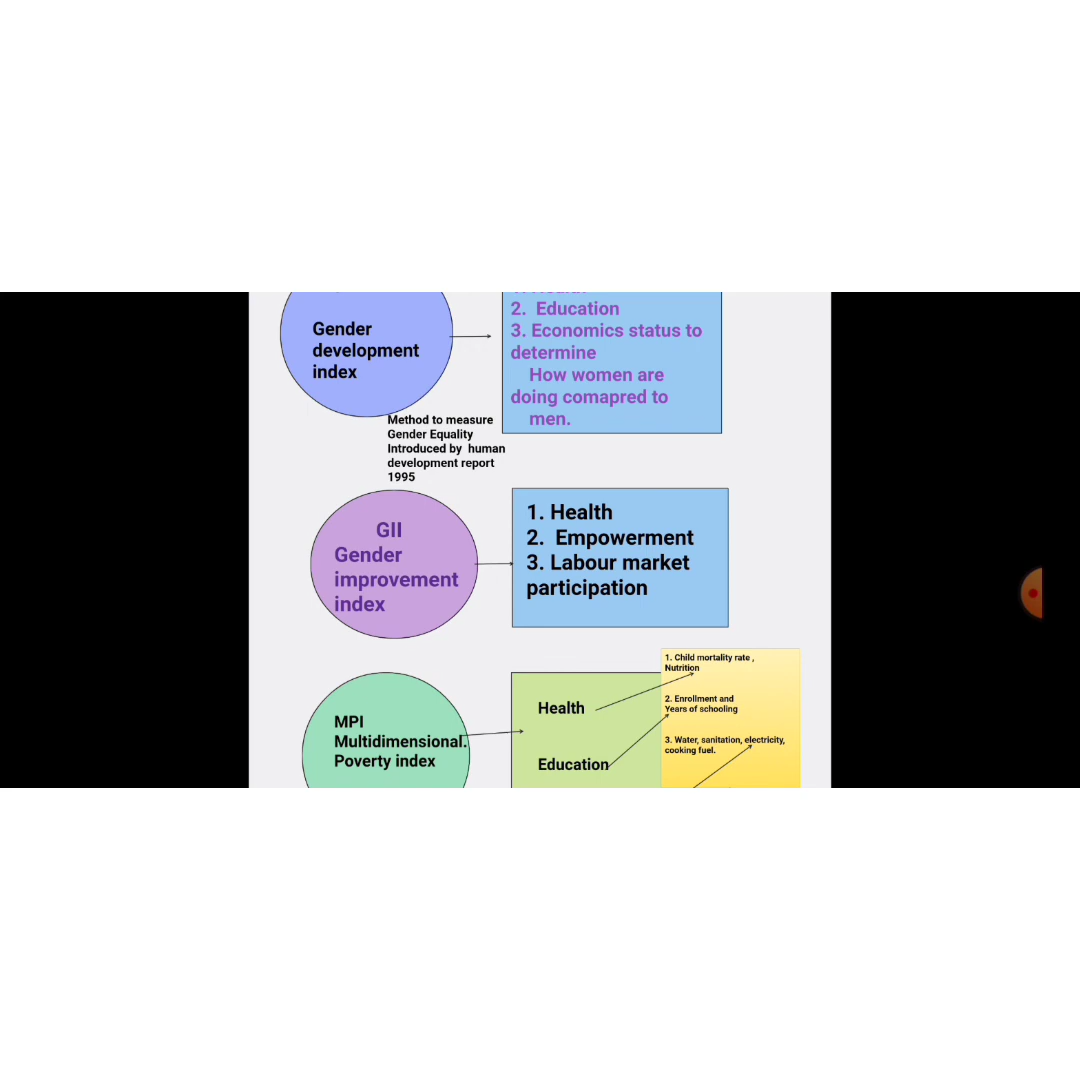 Gender
development
index
2. Education
3. Economics status to
determine
How women are
doing comapred to
men.
Method to measure
Gender Equality
Introduced by human
development report
1995
GII
Gender
improvement
index
1. Health
2. Empowerment
3. Labour market
participation
MPI
Multidimensional.
Poverty index
Health
Education
1. Child mortality rate ,
Nutrition
2. Enrollment and
Years of schooling
3. Water, sanitation, electricity,
cooking fuel.